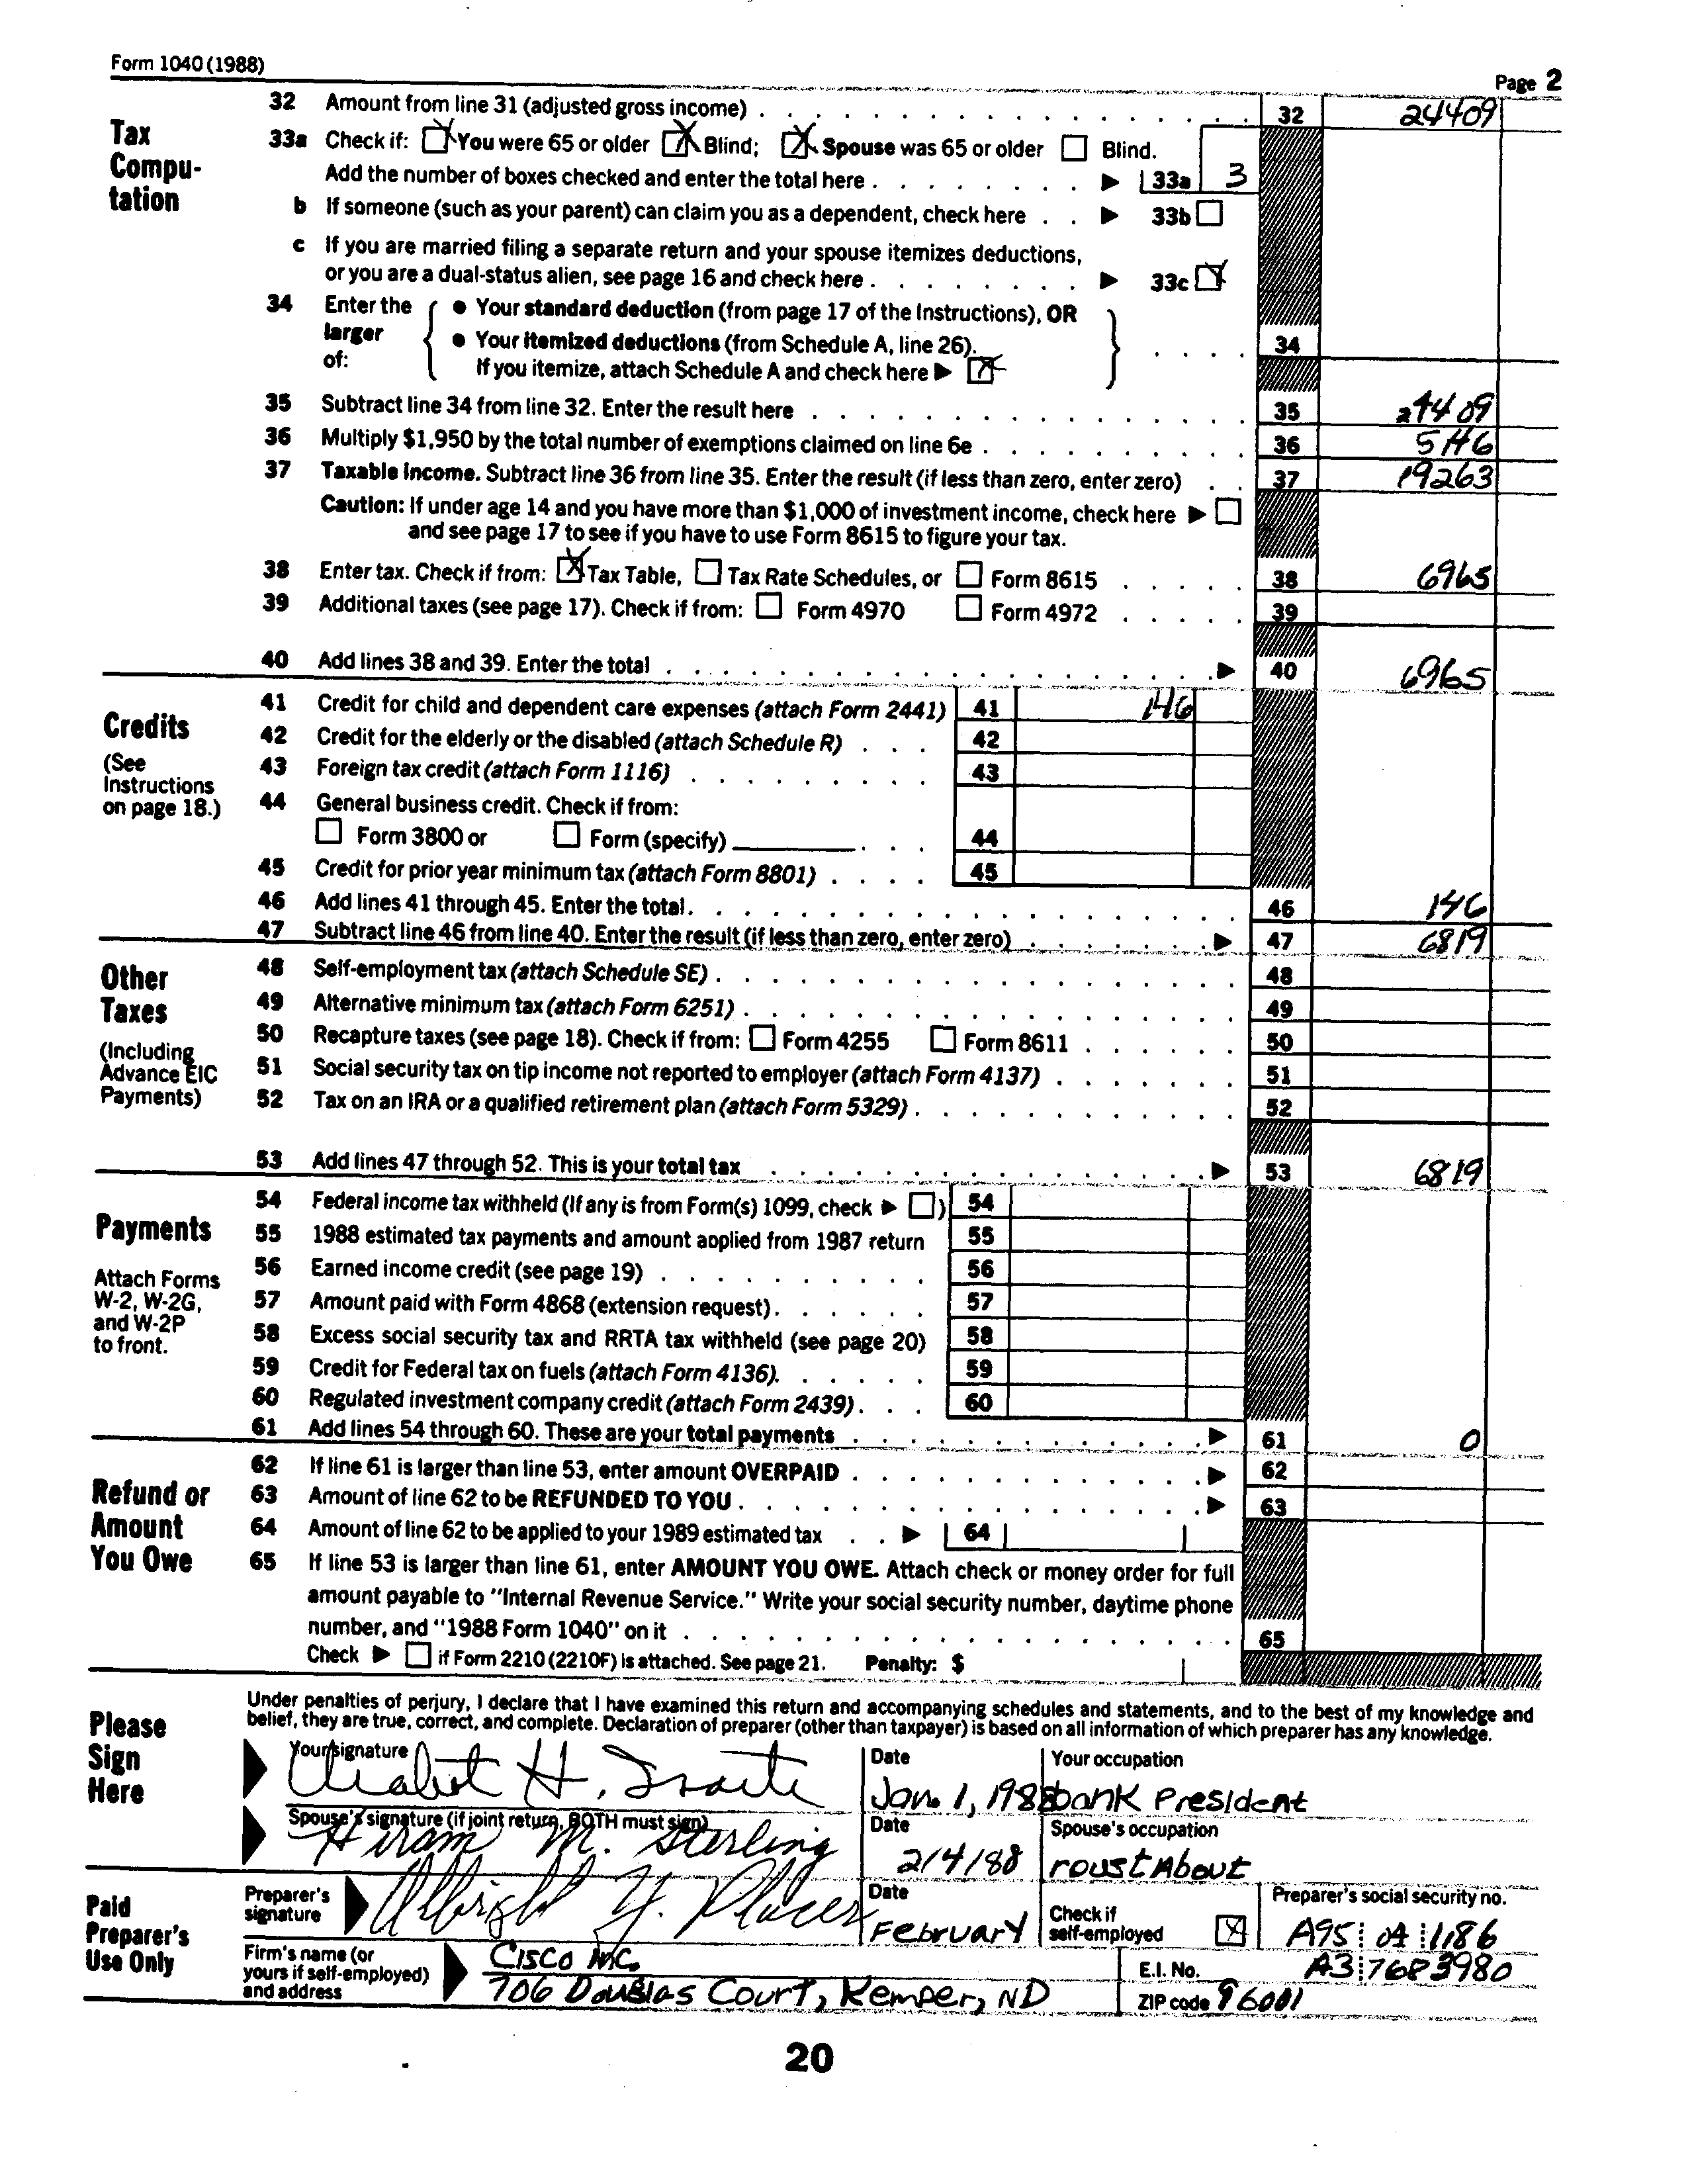 Form 1040 (1988)
Page 2
Tax Compu- tation
32 Amount from line 31 (adjusted gross income) . . . 32 24409
33a Check if: You were 65 or older Blind; Spouse was 65 or older Blind.
Add the number of boxes checked and enter the total here . . . 33a 3
b If someone (such as your parent) can claim you as a dependent, check here . . 33b
c If you are married filing a separate return and your spouse itemizes deductions,
or you are a dual-status alien, see page 16 and check here . . . 33c
34 Enter the larger of:
• Your standard deduction (from page 17 of the Instructions), OR
• Your itemized deductions (from Schedule A, line 26).
If you itemize, attach Schedule A and check here
34
35 Subtract line 34 from line 32. Enter the result here . . . 35 24409
36 Multiply $1,950 by the total number of exemptions claimed on line 6e . . . 36 5146
37 Taxable income. Subtract line 36 from line 35. Enter the result (if less than zero, enter zero) . . 37 19263
Caution: If under age 14 and you have more than $1,000 of investment income, check here
and see page 17 to see if you have to use Form 8615 to figure your tax.
38 Enter tax. Check if from: Tax Table, Tax Rate Schedules, or Form 8615 . . . 38 6965
39 Additional taxes (see page 17). Check if from: Form 4970 Form 4972 . . . 39
40 Add lines 38 and 39. Enter the total . . . 40 6965
Credits
(See Instructions on page 18.)
41 Credit for child and dependent care expenses (attach Form 2441) 41 146
42 Credit for the elderly or the disabled (attach Schedule R) . . . 42
43 Foreign tax credit (attach Form 1116) . . . 43
44 General business credit. Check if from:
Form 3800 or Form (specify) . . . 44
45 Credit for prior year minimum tax (attach Form 8801) . . . 45
46 Add lines 41 through 45. Enter the total. . . . 46 146
47 Subtract line 46 from line 40. Enter the result (if less than zero, enter zero) . . . 47 6819
Other Taxes
(Including Advance EIC Payments)
48 Self-employment tax (attach Schedule SE) . . . 48
49 Alternative minimum tax (attach Form 6251) . . . 49
50 Recapture taxes (see page 18). Check if from: Form 4255 Form 8611 . . . 50
51 Social security tax on tip income not reported to employer (attach Form 4137) . . . 51
52 Tax on an IRA or a qualified retirement plan (attach Form 5329) . . . 52
53 Add lines 47 through 52. This is your total tax . . . 53 6819
Payments
Attach Forms W-2, W-2G, and W-2P to front.
54 Federal income tax withheld (If any is from Form(s) 1099, check ) 54
55 1988 estimated tax payments and amount applied from 1987 return 55
56 Earned income credit (see page 19) . . . 56
57 Amount paid with Form 4868 (extension request) . . . 57
58 Excess social security tax and RRTA tax withheld (see page 20) 58
59 Credit for Federal tax on fuels (attach Form 4136). . . . 59
60 Regulated investment company credit (attach Form 2439) . . . 60
61 Add lines 54 through 60. These are your total payments . . . 61 0
Refund or Amount You Owe
62 If line 61 is larger than line 53, enter amount OVERPAID . . . 62
63 Amount of line 62 to be REFUNDED TO YOU . . . 63
64 Amount of line 62 to be applied to your 1989 estimated tax . . 64
65 If line 53 is larger than line 61, enter AMOUNT YOU OWE. Attach check or money order for full
amount payable to "Internal Revenue Service." Write your social security number, daytime phone
number, and "1988 Form 1040" on it . . . 65
Check if Form 2210 (2210F) is attached. See page 21. Penalty: $
Please Sign Here
Under penalties of perjury, I declare that I have examined this return and accompanying schedules and statements, and to the best of my knowledge and
belief, they are true, correct, and complete. Declaration of preparer (other than taxpayer) is based on all information of which preparer has any knowledge.
Your signature H. Date Jan. 1, 1988 Your occupation bank President
Spouse's signature (if joint return, BOTH must sign) Hiram M. Sterling Date 2/4/88 Spouse's occupation roustAbout
Paid Preparer's Use Only
Preparer's signature Albright Y. Date February Check if self-employed Preparer's social security no. A95 04 1186
Firm's name (or yours if self-employed) and address Cisco Inc. E.I. No. A3 7683980
706 Douglas Court, Kemper, ND ZIP code 96001
20